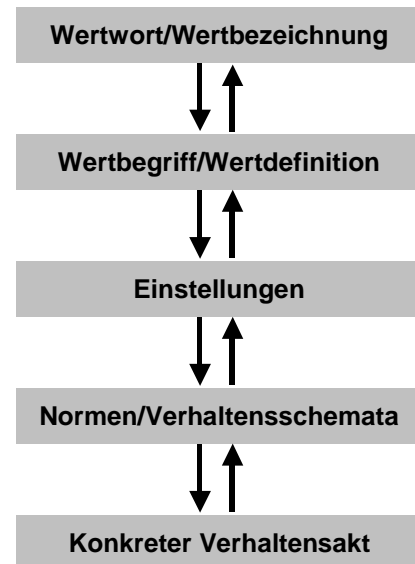 Wertwort/Wertbezeichnung
Wertbegriff/Wertdefinition
Einstellungen
Normen/Verhaltensschemata
Konkreter Verhaltensakt